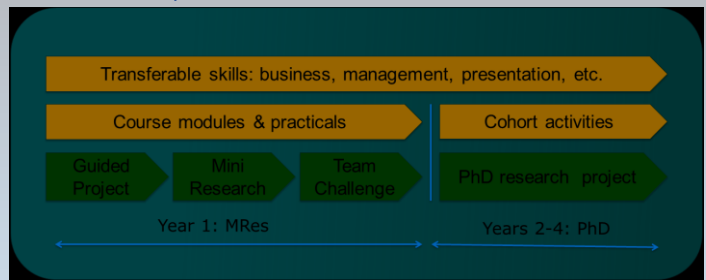 Transferable skills: business, management, presentation, etc.
Course modules & practicals
Cohort activities
Guided
Project
Mini
Research
Team
Challenge
PhD research project
Year 1: MRes
Years 2-4: PhD